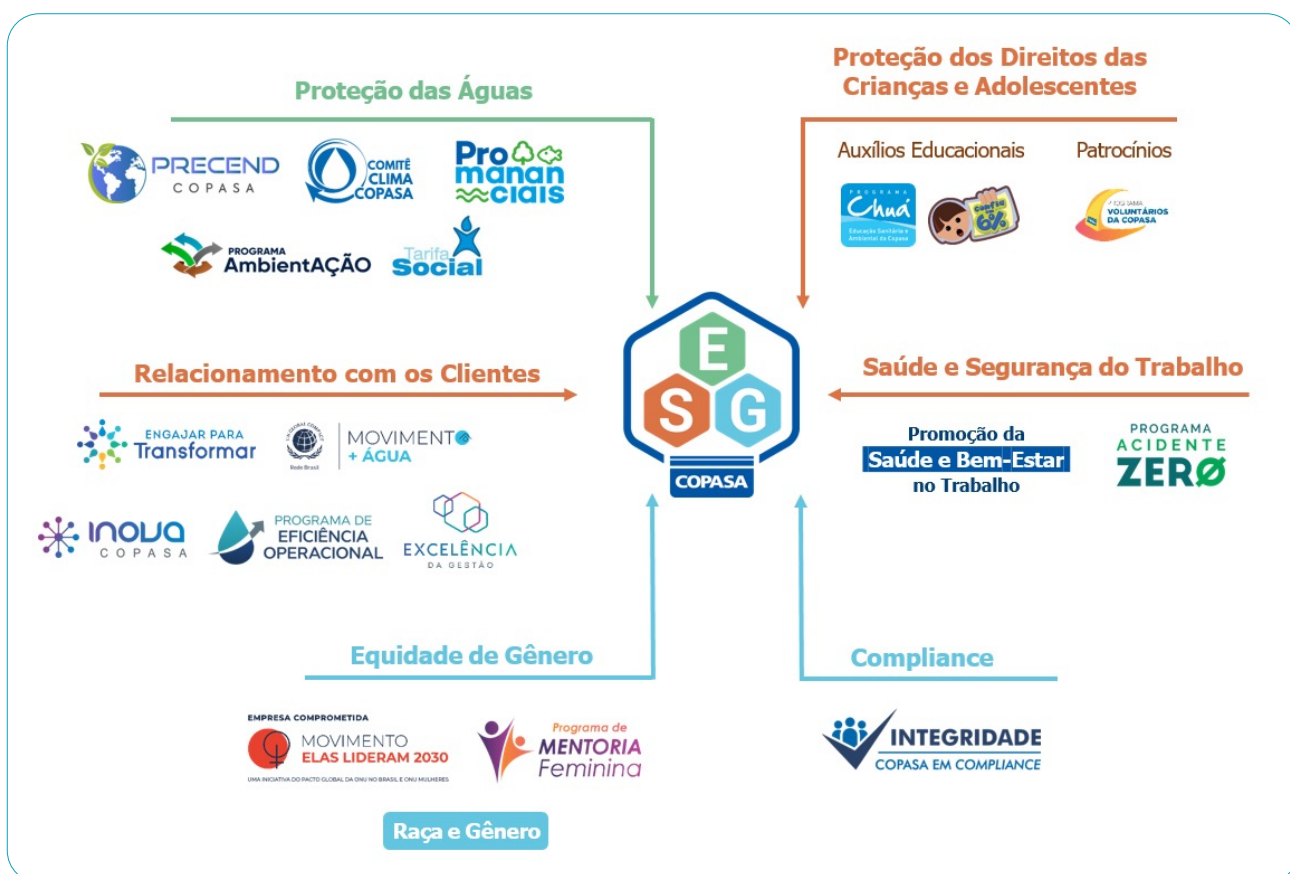 Proteção das Águas
PRECEND
COPASA
COMITÊ
CLIMA
COPASA
Pro
manan
ciais
PROGRAMA
AmbientAÇÃO
Tarifa
Social
Proteção dos Direitos das
Crianças e Adolescentes
Auxílios Educacionais
Patrocínios
PROGRAMA
Chuá
Educação Sanitária e
Ambiental da Copasa
Confia
6%
PROGRAMA
VOLUNTÁRIOS
DA COPASA
E
S G
COPASA
Relacionamento com os Clientes
ENGAJAR PARA
Transformar
Rede Brasil
MOVIMENTO
+ ÁGUA
INOVA
COPASA
PROGRAMA DE
EFICIÊNCIA
OPERACIONAL
EXCELÊNCIA
DA GESTÃO
Saúde e Segurança do Trabalho
Promoção da
Saúde e Bem-Estar
no Trabalho
PROGRAMA
ACIDENTE
ZERØ
Equidade de Gênero
EMPRESA COMPROMETIDA
MOVIMENTO
ELAS LIDERAM 2030
UMA INICIATIVA DO PACTO GLOBAL DA ONU NO BRASIL E ONU MULHERES
Programa de
MENTORIA
Feminina
Raça e Gênero
Compliance
INTEGRIDADE
COPASA EM COMPLIANCE